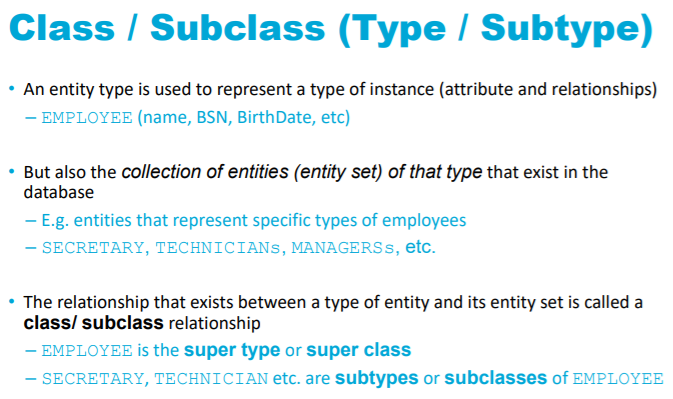 Class / Subclass (Type / Subtype)
• An entity type is used to represent a type of instance (attribute and relationships)
– EMPLOYEE (name, BSN, BirthDate, etc)
• But also the collection of entities (entity set) of that type that exist in the
database
– E.g. entities that represent specific types of employees
– SECRETARY, TECHNICIANs, MANAGERSs, etc.
• The relationship that exists between a type of entity and its entity set is called a
class/ subclass relationship
– EMPLOYEE is the super type or super class
– SECRETARY, TECHNICIAN etc. are subtypes or subclasses of EMPLOYEE